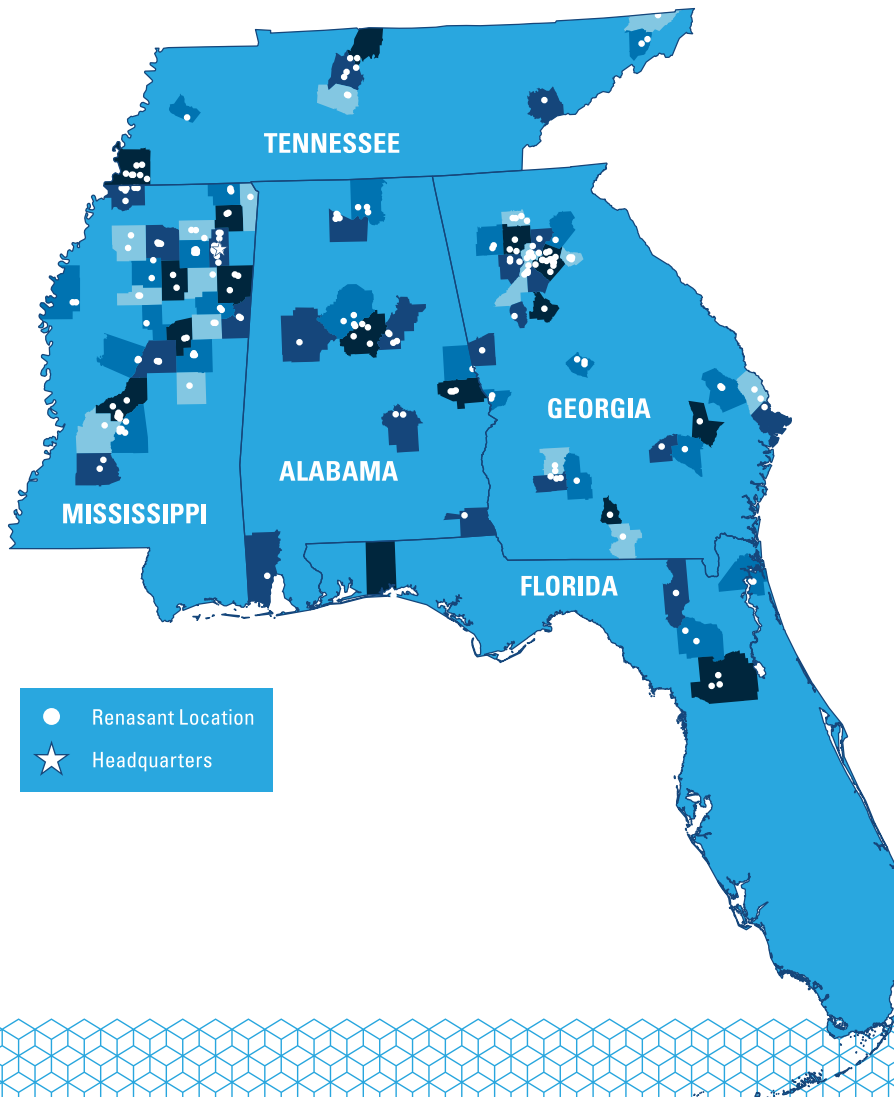 TENNESSEE
GEORGIA
ALABAMA
MISSISSIPPI
FLORIDA
Renasant Location
Headquarters